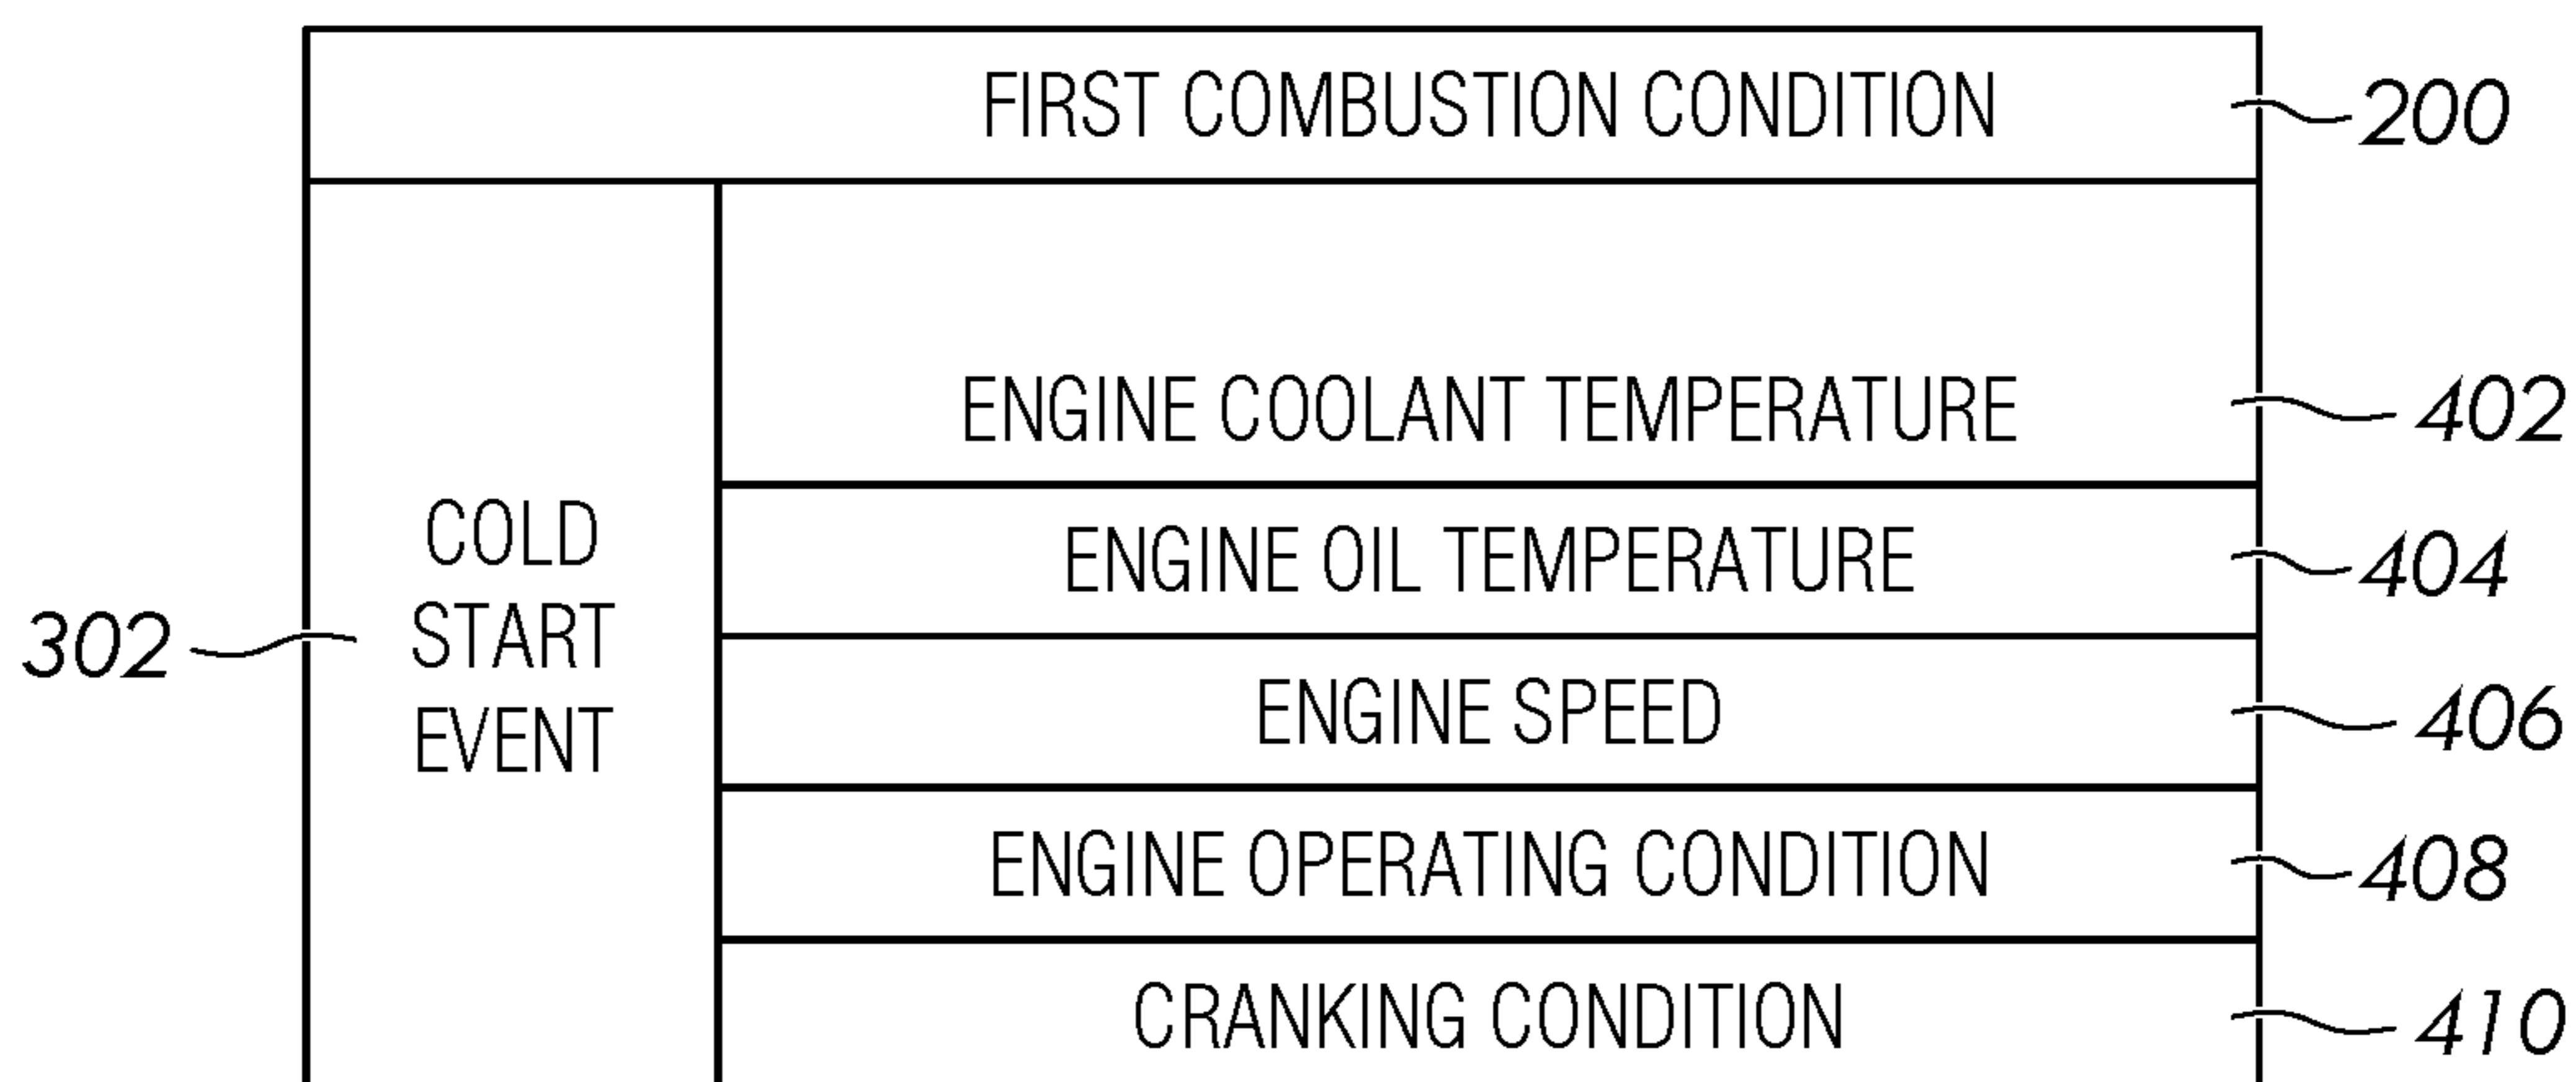 FIRST COMBUSTION CONDITION
200
ENGINE COOLANT TEMPERATURE
402
COLD
START
EVENT
302
ENGINE OIL TEMPERATURE
404
ENGINE SPEED
406
ENGINE OPERATING CONDITION
408
CRANKING CONDITION
410